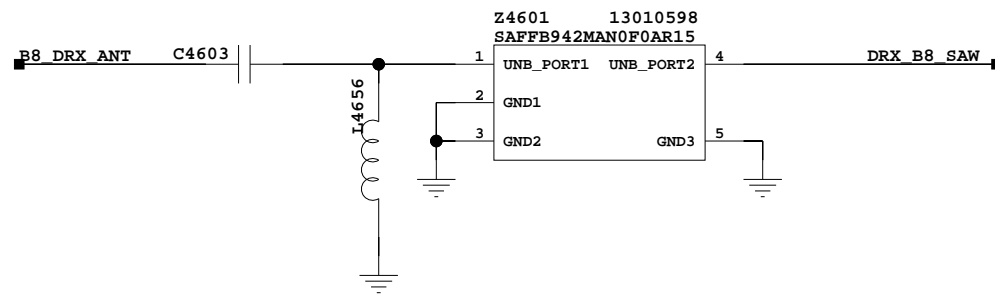 Z4601 13010598
SAFFB942MAN0F0AR15
B8_DRX_ANT C4603 1 UNB_PORT1 UNB_PORT2 4 DRX_B8_SAW
L4656
2 GND1
3 GND2 GND3 5